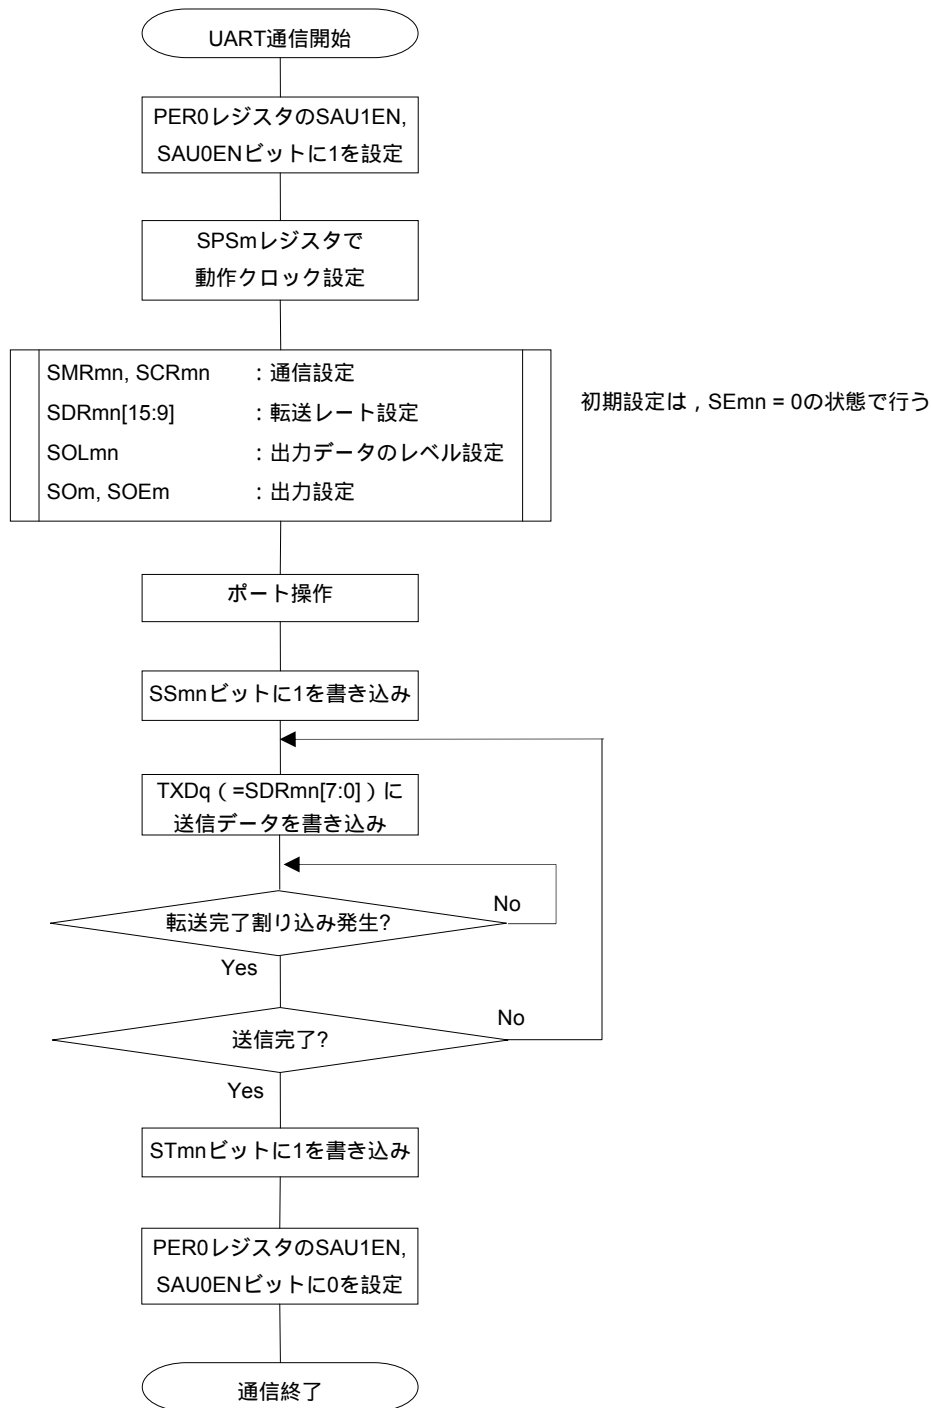 UART通信開始
PER0レジスタのSAU1EN,
SAU0ENビットに1を設定
SPSmレジスタで
動作クロック設定
SMRmn, SCRmn :通信設定
SDRmn[15:9] :転送レート設定
SOLmn :出力データのレベル設定
SOm, SOEm :出力設定
初期設定は,SEmn = 0の状態で行う
ポート操作
SSmnビットに1を書き込み
TXDq(=SDRmn[7:0])に
送信データを書き込み
転送完了割り込み発生?
No
Yes
送信完了?
No
Yes
STmnビットに1を書き込み
PER0レジスタのSAU1EN,
SAU0ENビットに0を設定
通信終了